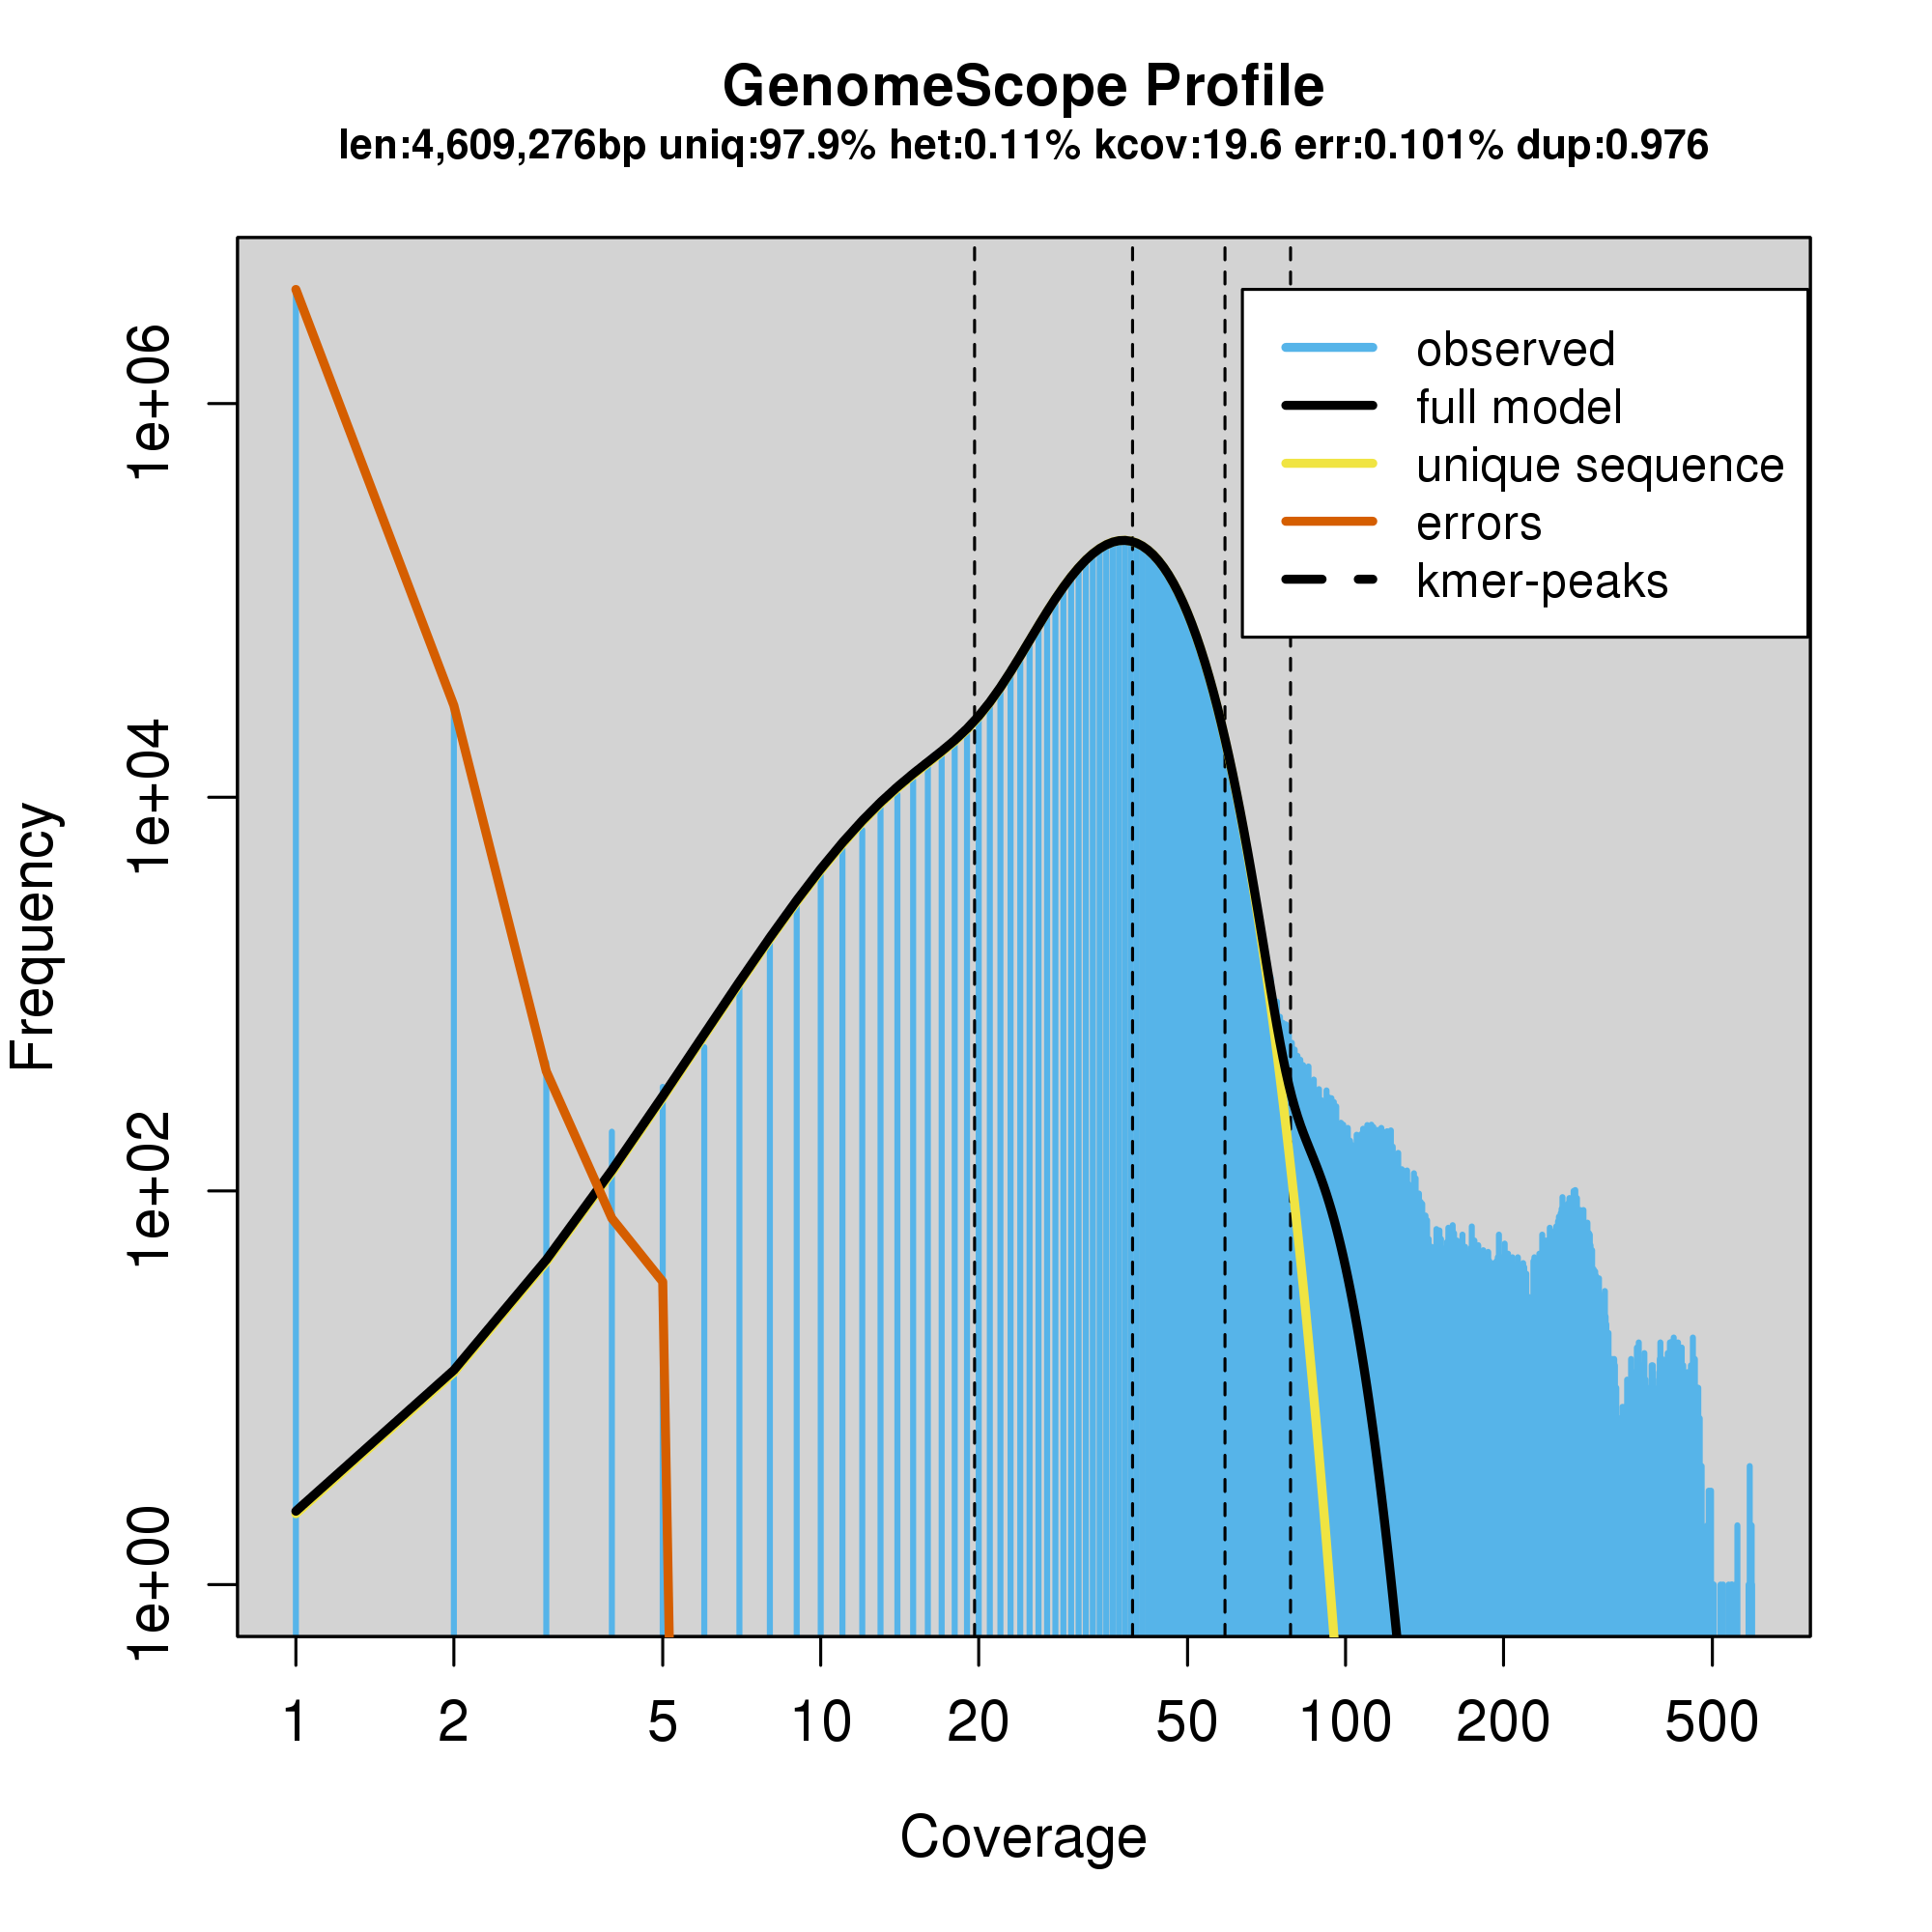 GenomeScope Profile
len:4,609,276bp uniq:97.9% het:0.11% kcov:19.6 err:0.101% dup:0.976
observed
full model
unique sequence
errors
kmer-peaks
Frequency
1e+06
1e+04
1e+02
1e+00
1 2 5 10 20 50 100 200 500
Coverage